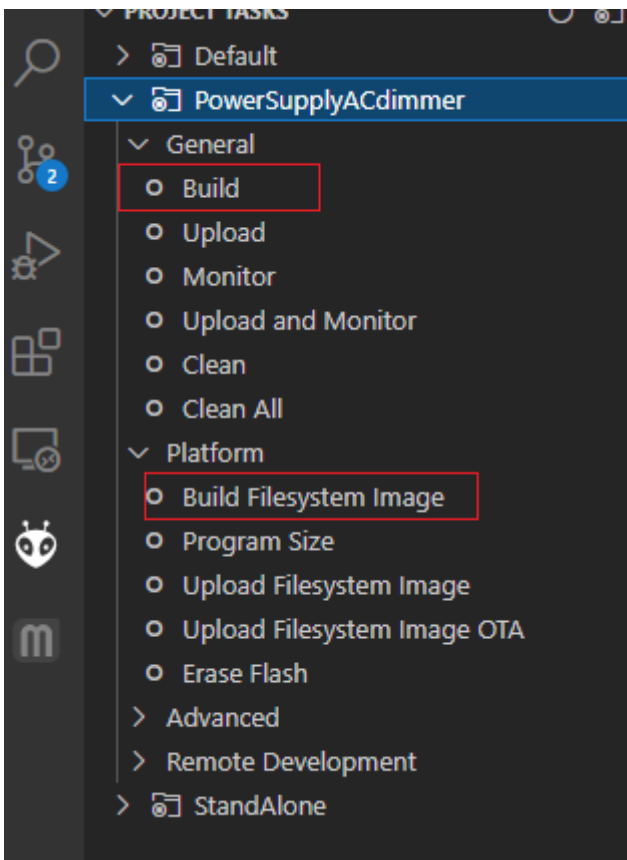 PROJECT TASKS
Default
PowerSupplyACdimmer
General
2
Build
Upload
Monitor
Upload and Monitor
Clean
Clean All
Platform
Build Filesystem Image
Program Size
Upload Filesystem Image
Upload Filesystem Image OTA
m
Erase Flash
Advanced
Remote Development
StandAlone